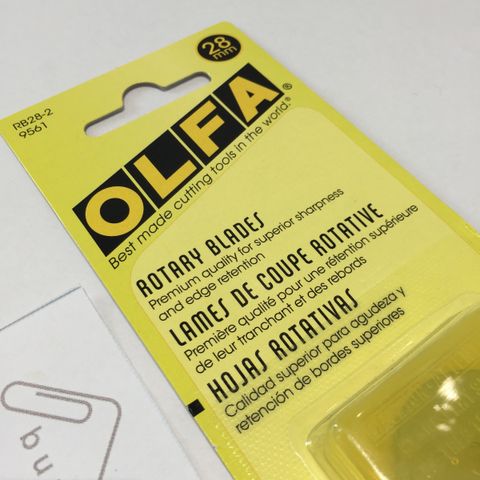 28
mm
RB28-2
9561
OLFA®
Best made cutting tools in the world.®
ROTARY BLADES
Premium quality for superior sharpness
and edge retention
LAMES DE COUPE ROTATIVE
Première qualité pour une rétention supérieure
de leur tranchant et des rebords
HOJAS ROTATIVAS
Calidad superior para agudeza y
retención de bordes superiores